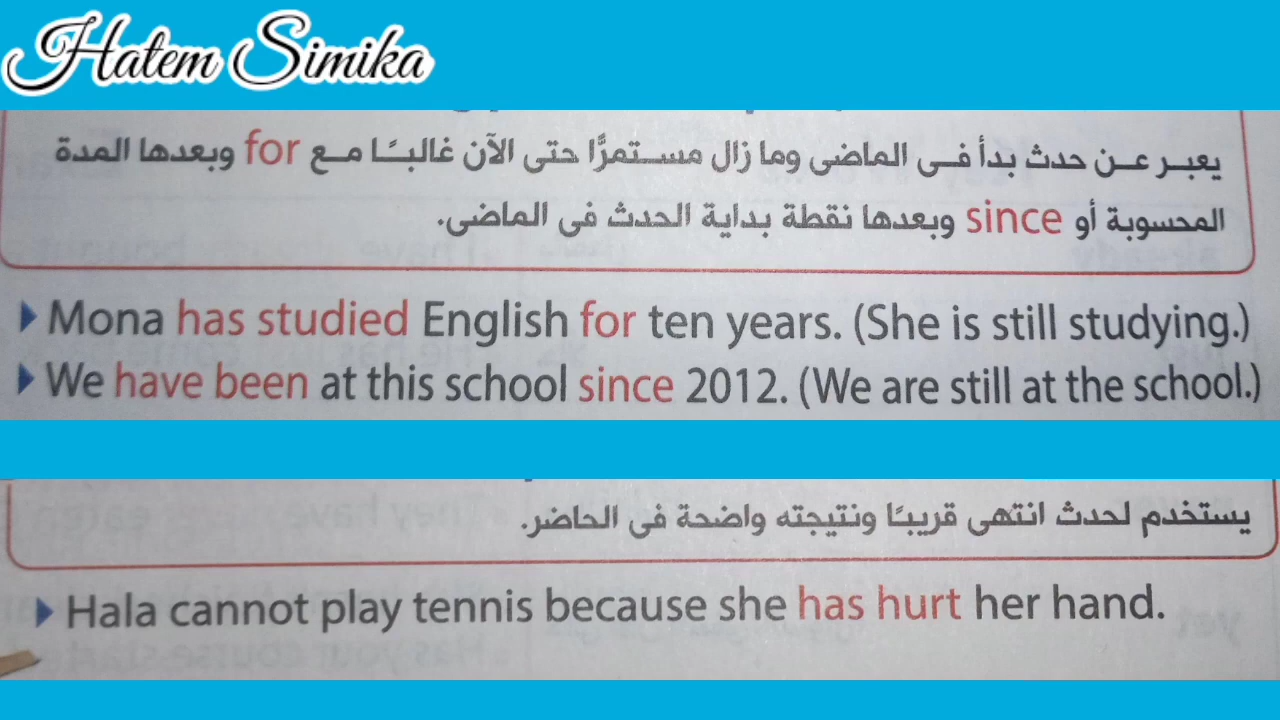 Hatem Simika
يعبر عن حدث بدأ فى الماضى وما زال مستمرًّا حتى الآن غالبًا مع for وبعدها المدة
المحسوبة أو since وبعدها نقطة بداية الحدث فى الماضى.
Mona has studied English for ten years. (She is still studying.)
We have been at this school since 2012. (We are still at the school.)
يستخدم لحدث انتهى قريبًا ونتيجته واضحة فى الحاضر.
Hala cannot play tennis because she has hurt her hand.